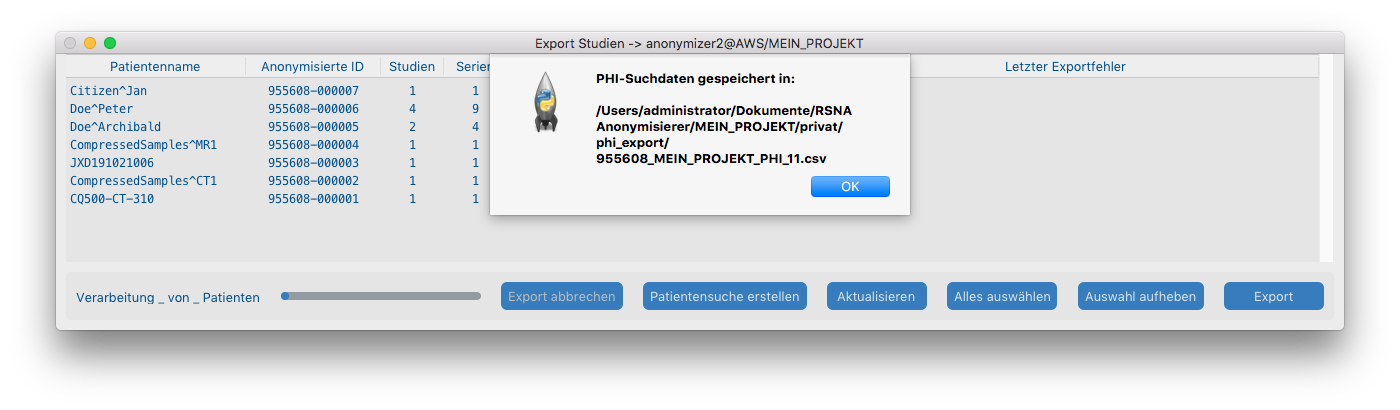 Export Studien -> anonymizer2@AWS/MEIN_PROJEKT
Patientenname Anonymisierte ID Studien Serien Letzter Exportfehler
Citizen^Jan 955608-000007 1 1
Doe^Peter 955608-000006 4 9
Doe^Archibald 955608-000005 2 4
CompressedSamples^MR1 955608-000004 1 1
JXD191021006 955608-000003 1 1
CompressedSamples^CT1 955608-000002 1 1
CQ500-CT-310 955608-000001 1 1
PHI-Suchdaten gespeichert in:
/Users/administrator/Dokumente/RSNA
Anonymisierer/MEIN_PROJEKT/privat/
phi_export/
955608_MEIN_PROJEKT_PHI_11.csv
OK
Verarbeitung _ von _ Patienten Export abbrechen Patientensuche erstellen Aktualisieren Alles auswählen Auswahl aufheben Export